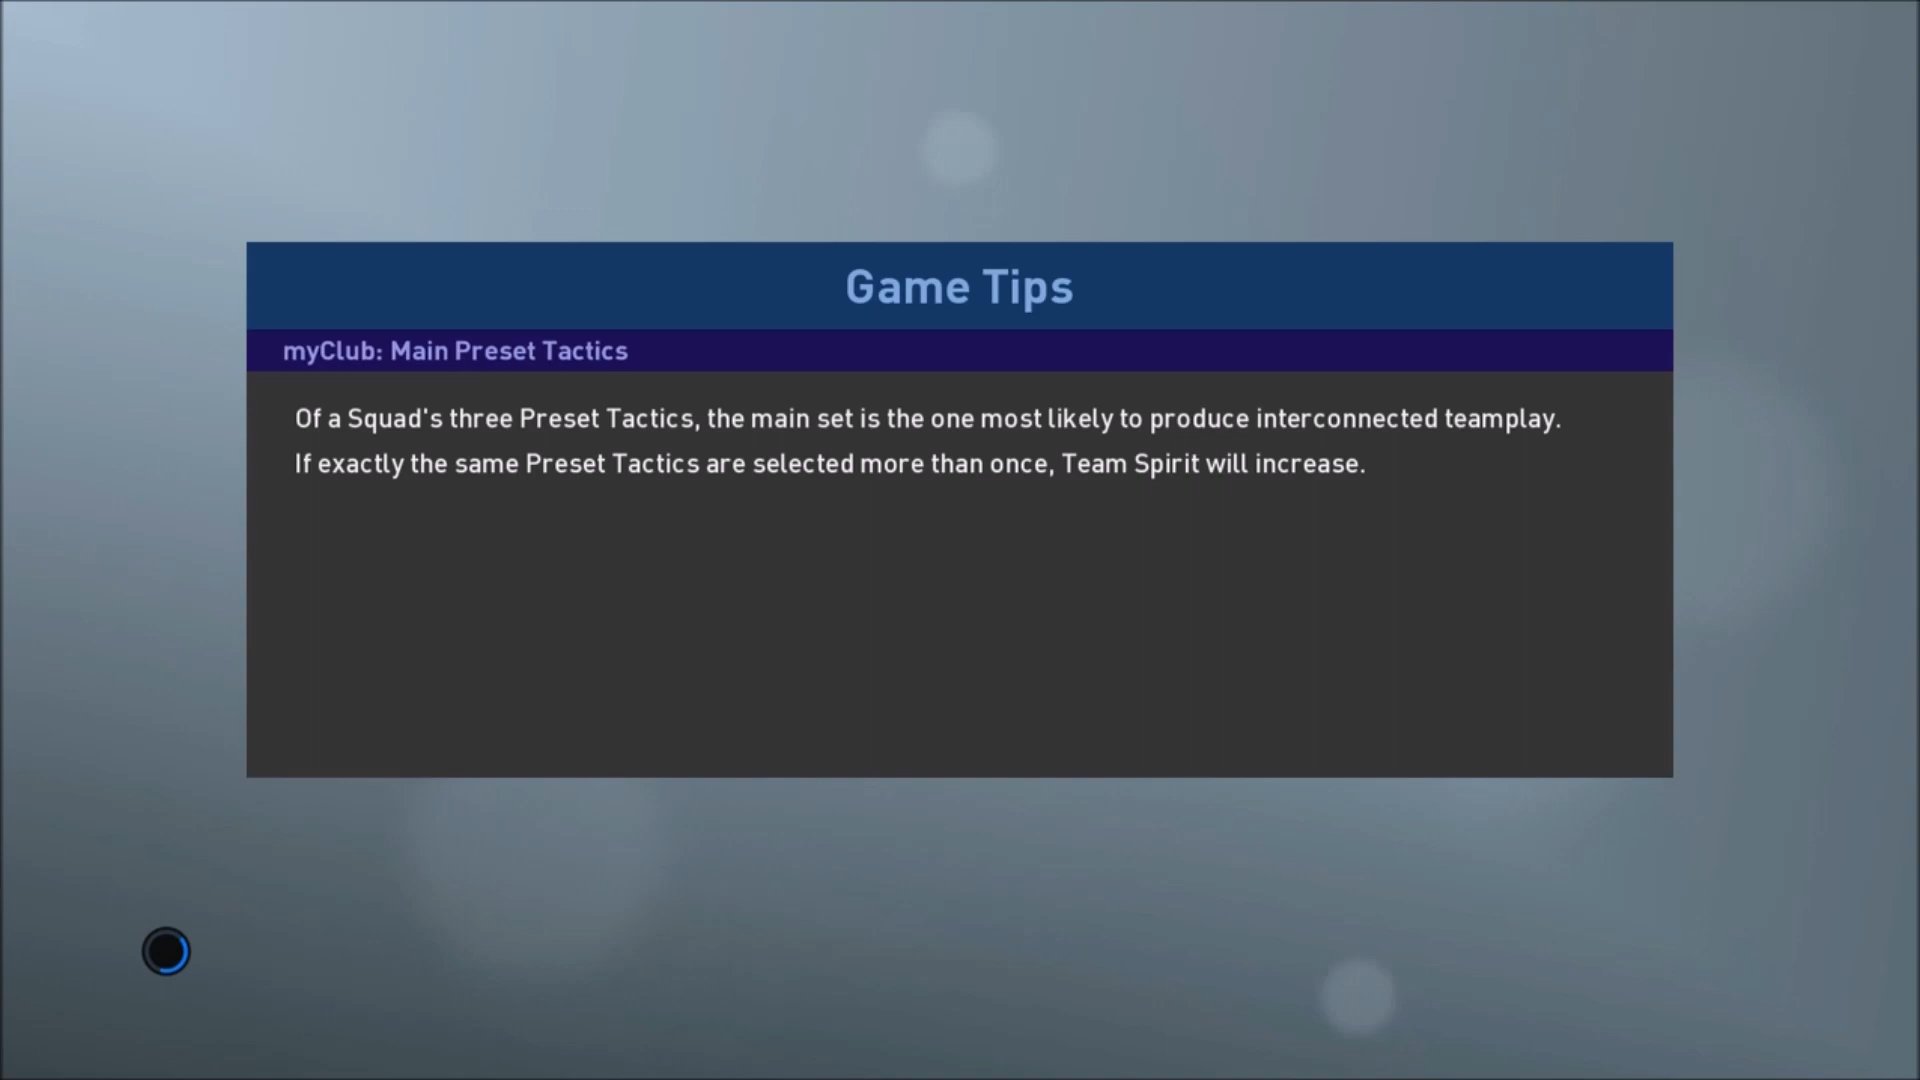 Game Tips
myClub: Main Preset Tactics
Of a Squad's three Preset Tactics, the main set is the one most likely to produce interconnected teamplay.
If exactly the same Preset Tactics are selected more than once, Team Spirit will increase.